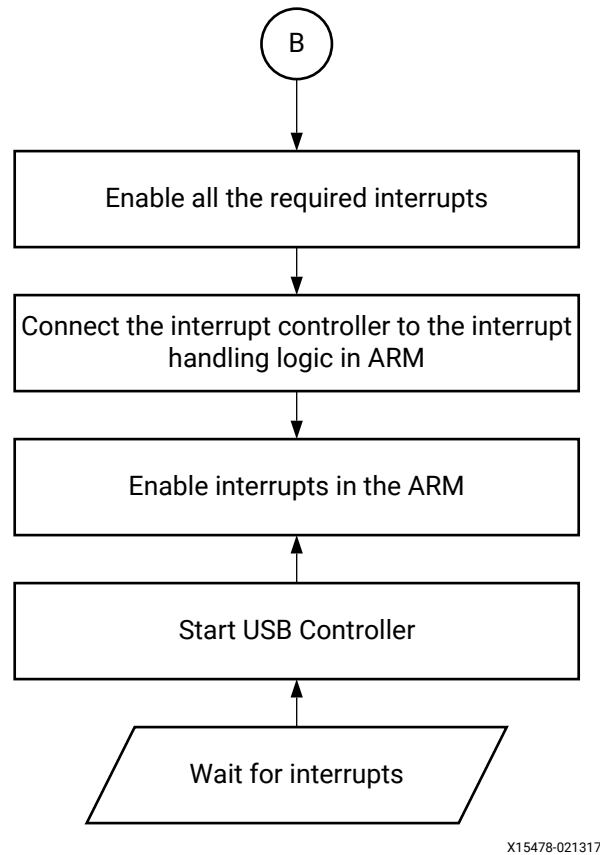 B
Enable all the required interrupts
Connect the interrupt controller to the interrupt
handling logic in ARM
Enable interrupts in the ARM
Start USB Controller
Wait for interrupts
X15478-021317